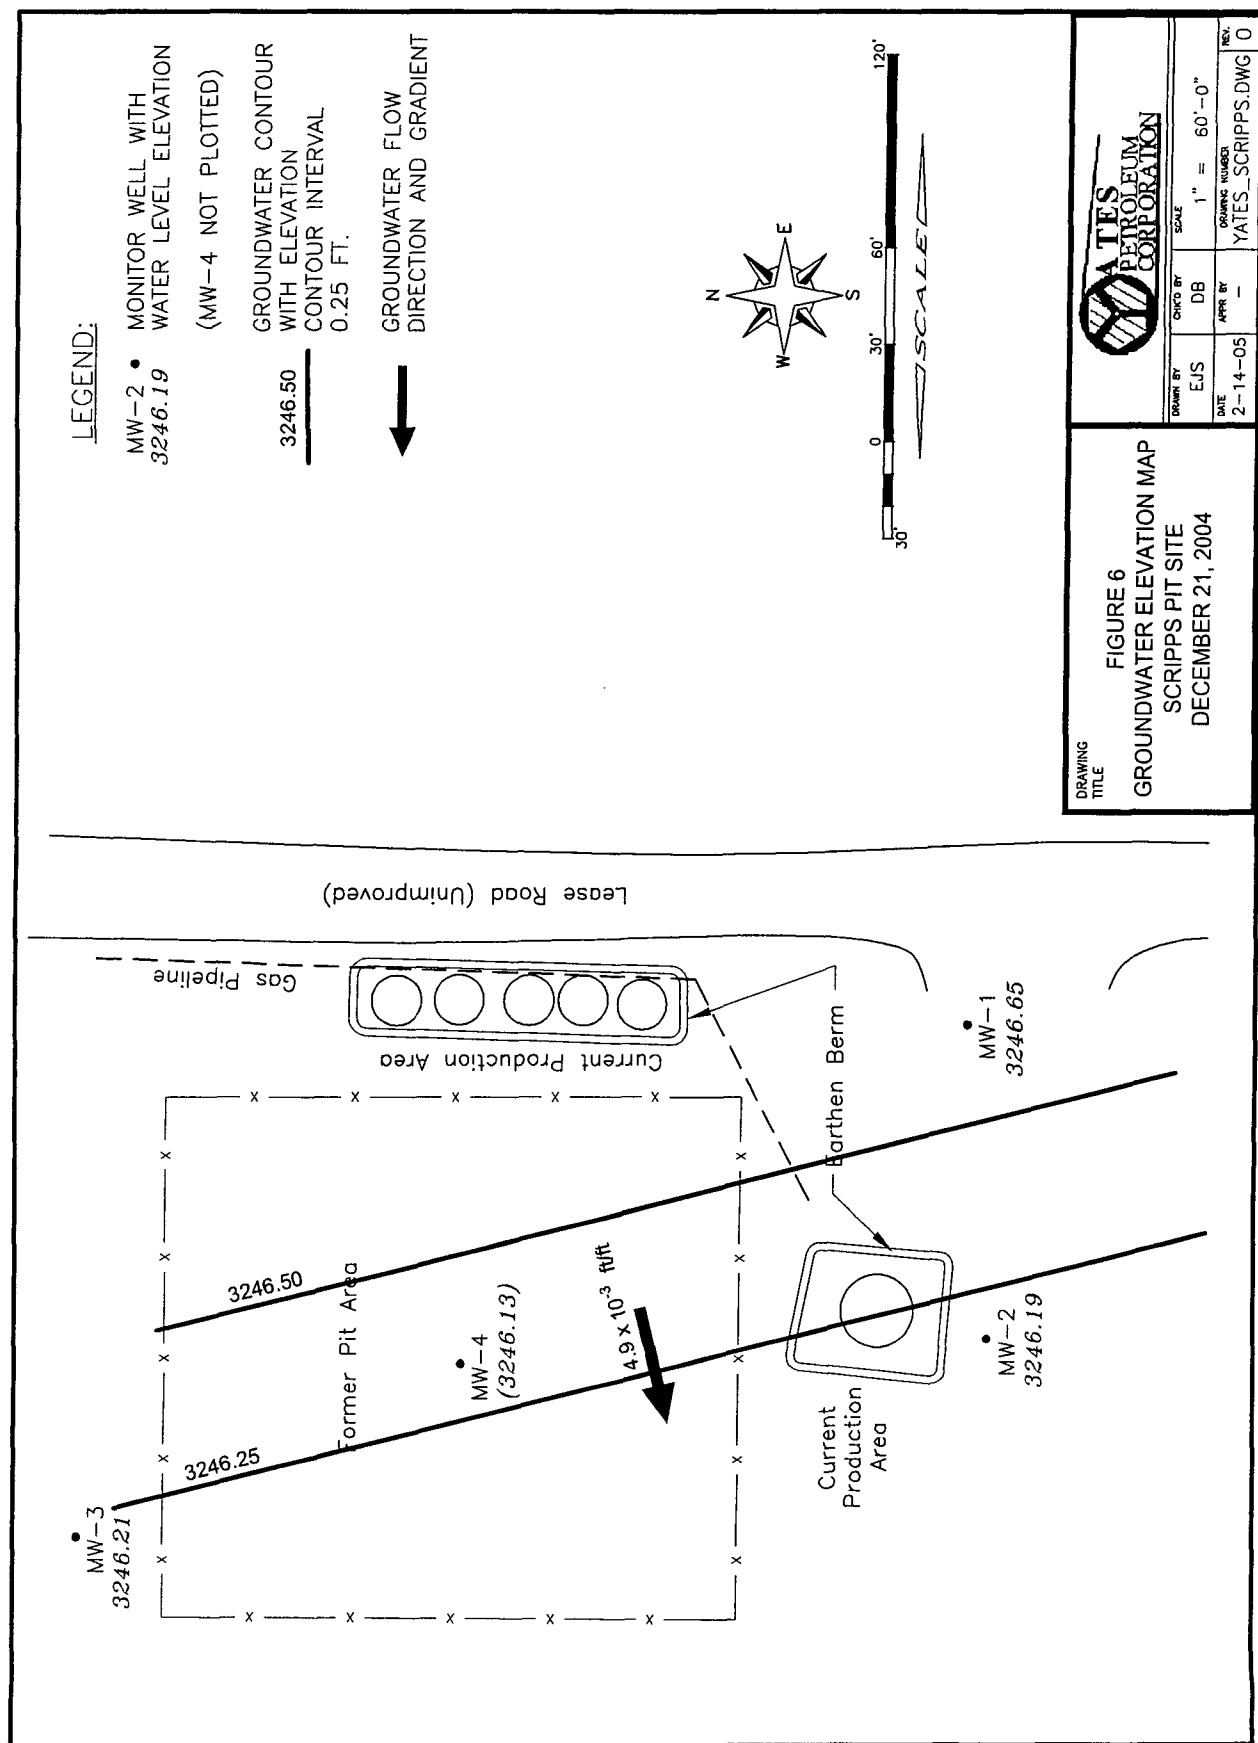 LEGEND:
MW-2
3246.19
MONITOR WELL WITH
WATER LEVEL ELEVATION
(MW-4 NOT PLOTTED)
3246.50
GROUNDWATER CONTOUR
WITH ELEVATION
CONTOUR INTERVAL
0.25 FT.
GROUNDWATER FLOW
DIRECTION AND GRADIENT
N
E
S
W
30'
0
30'
60'
120'
SCALE
Lease Road (Unimproved)
Gas Pipeline
Current Production Area
Earthen Berm
MW-1
3246.65
3246.50
Former Pit Area
MW-4
(3246.13)
4.9 x 10-3 ft/ft
3246.25
MW-3
3246.21
MW-2
3246.19
Current
Production
Area
DRAWING
TITLE
FIGURE 6
GROUNDWATER ELEVATION MAP
SCRIPPS PIT SITE
DECEMBER 21, 2004
YATES
PETROLEUM
CORPORATION
DRAWN BY
EJS
CHK'D BY
DB
SCALE
1" = 60'-0"
DATE
2-14-05
APPR BY
-
DRAWING NUMBER
YATES_SCRIPPS.DWG
REV.
0